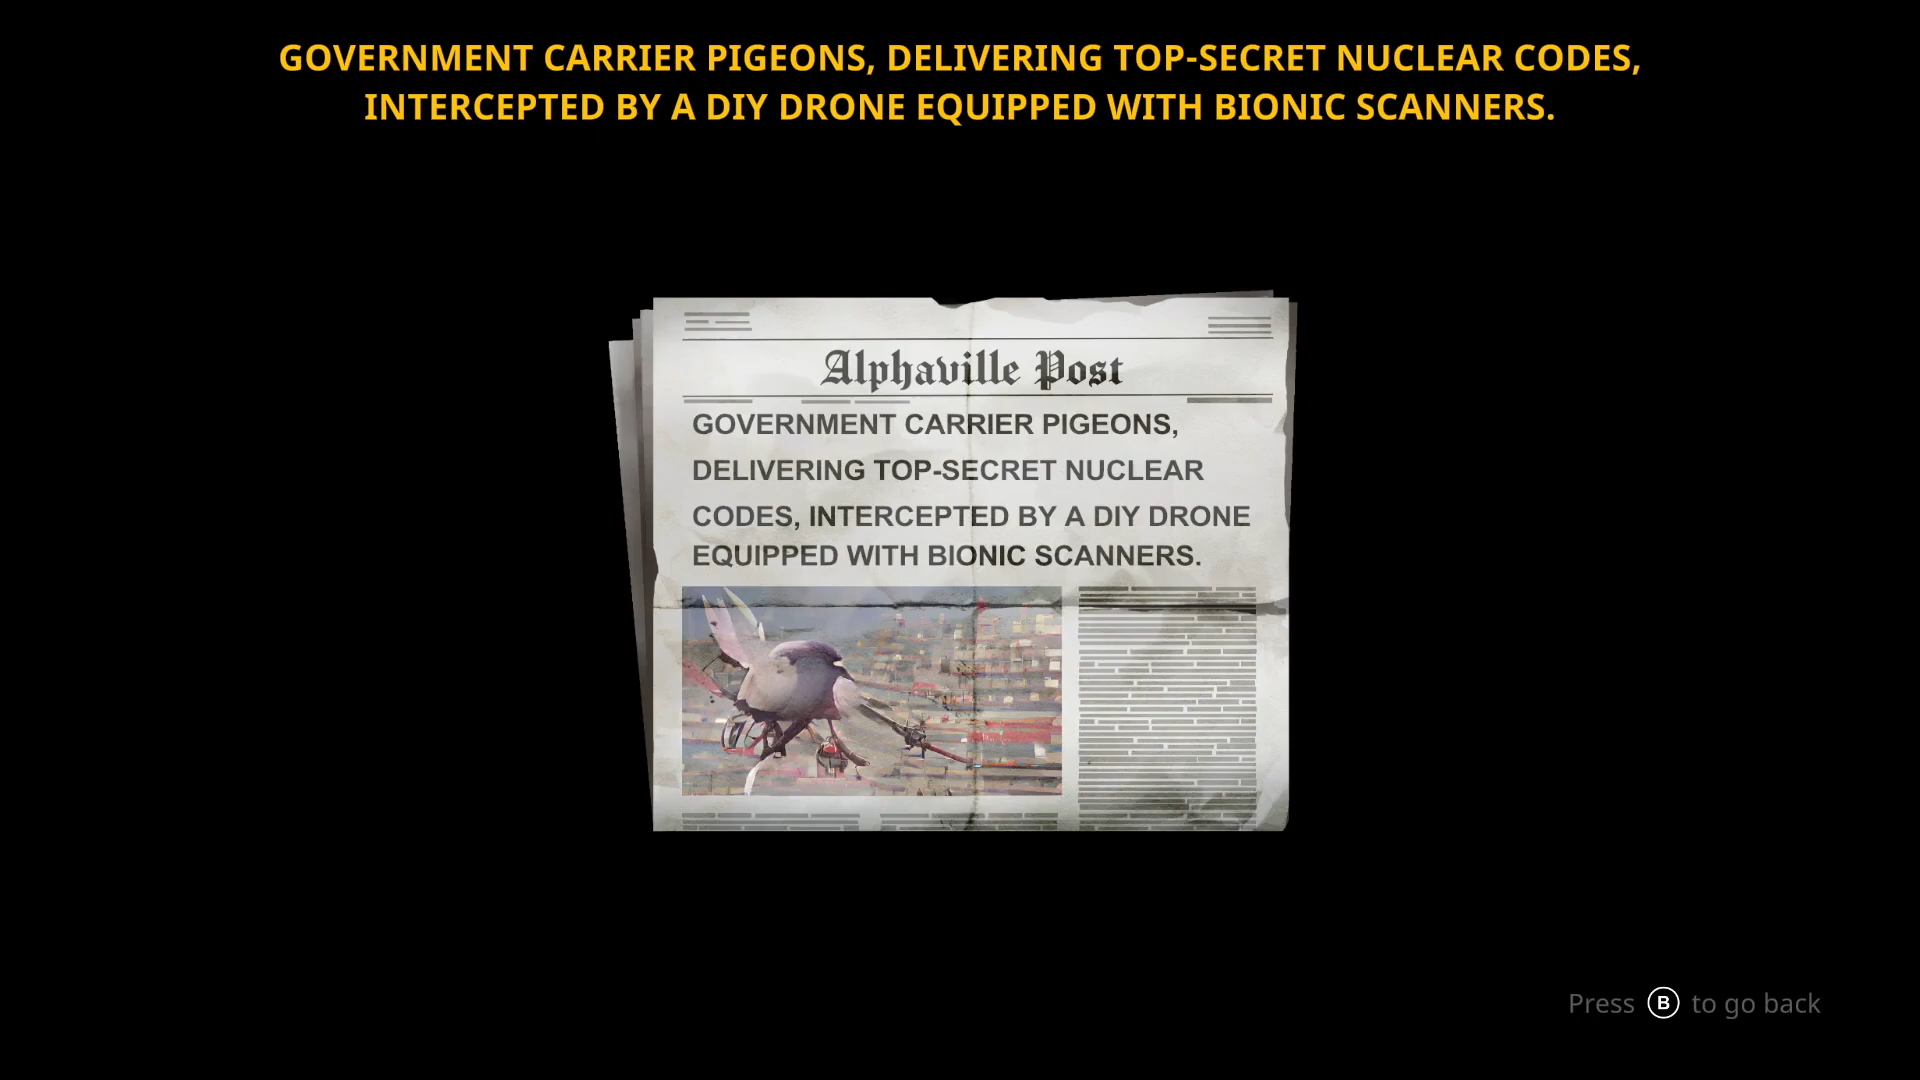 GOVERNMENT CARRIER PIGEONS, DELIVERING TOP-SECRET NUCLEAR CODES,
INTERCEPTED BY A DIY DRONE EQUIPPED WITH BIONIC SCANNERS.
Alphaville Post
GOVERNMENT CARRIER PIGEONS,
DELIVERING TOP-SECRET NUCLEAR
CODES, INTERCEPTED BY A DIY DRONE
EQUIPPED WITH BIONIC SCANNERS.
Press B to go back